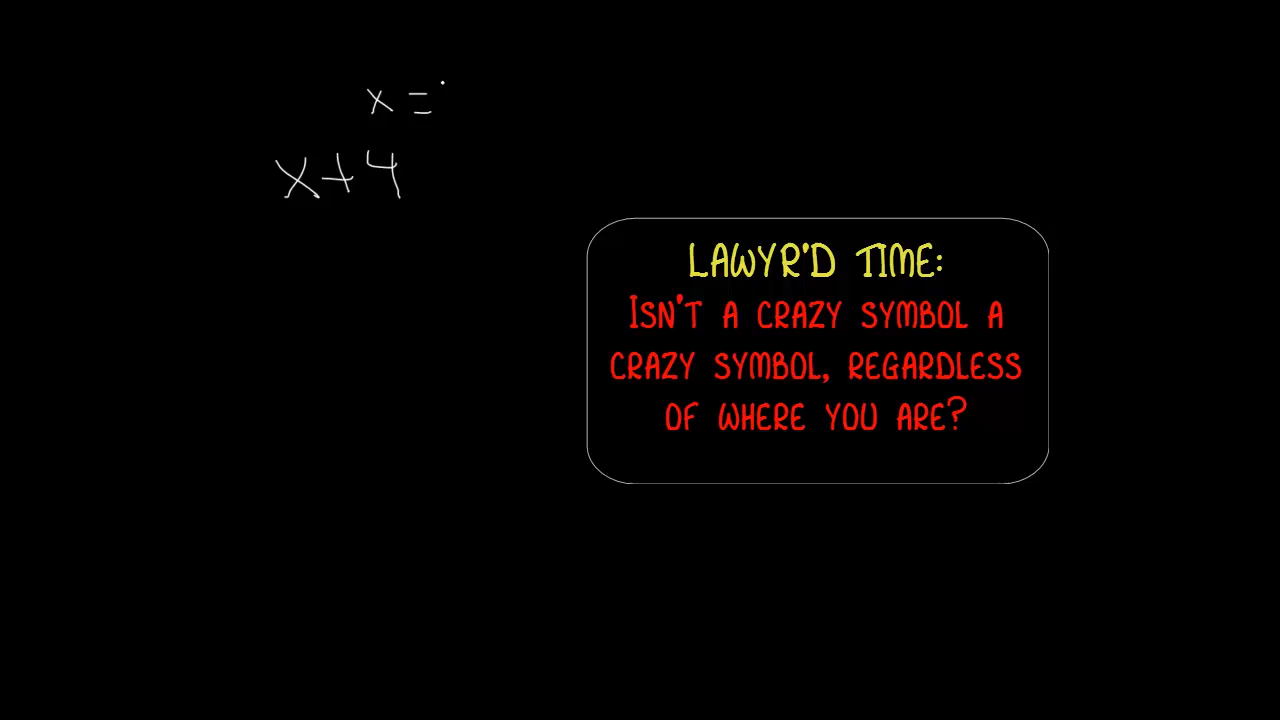 x =
x+4
LAWYR'D TIME:
ISN'T A CRAZY SYMBOL A
CRAZY SYMBOL, REGARDLESS
OF WHERE YOU ARE?